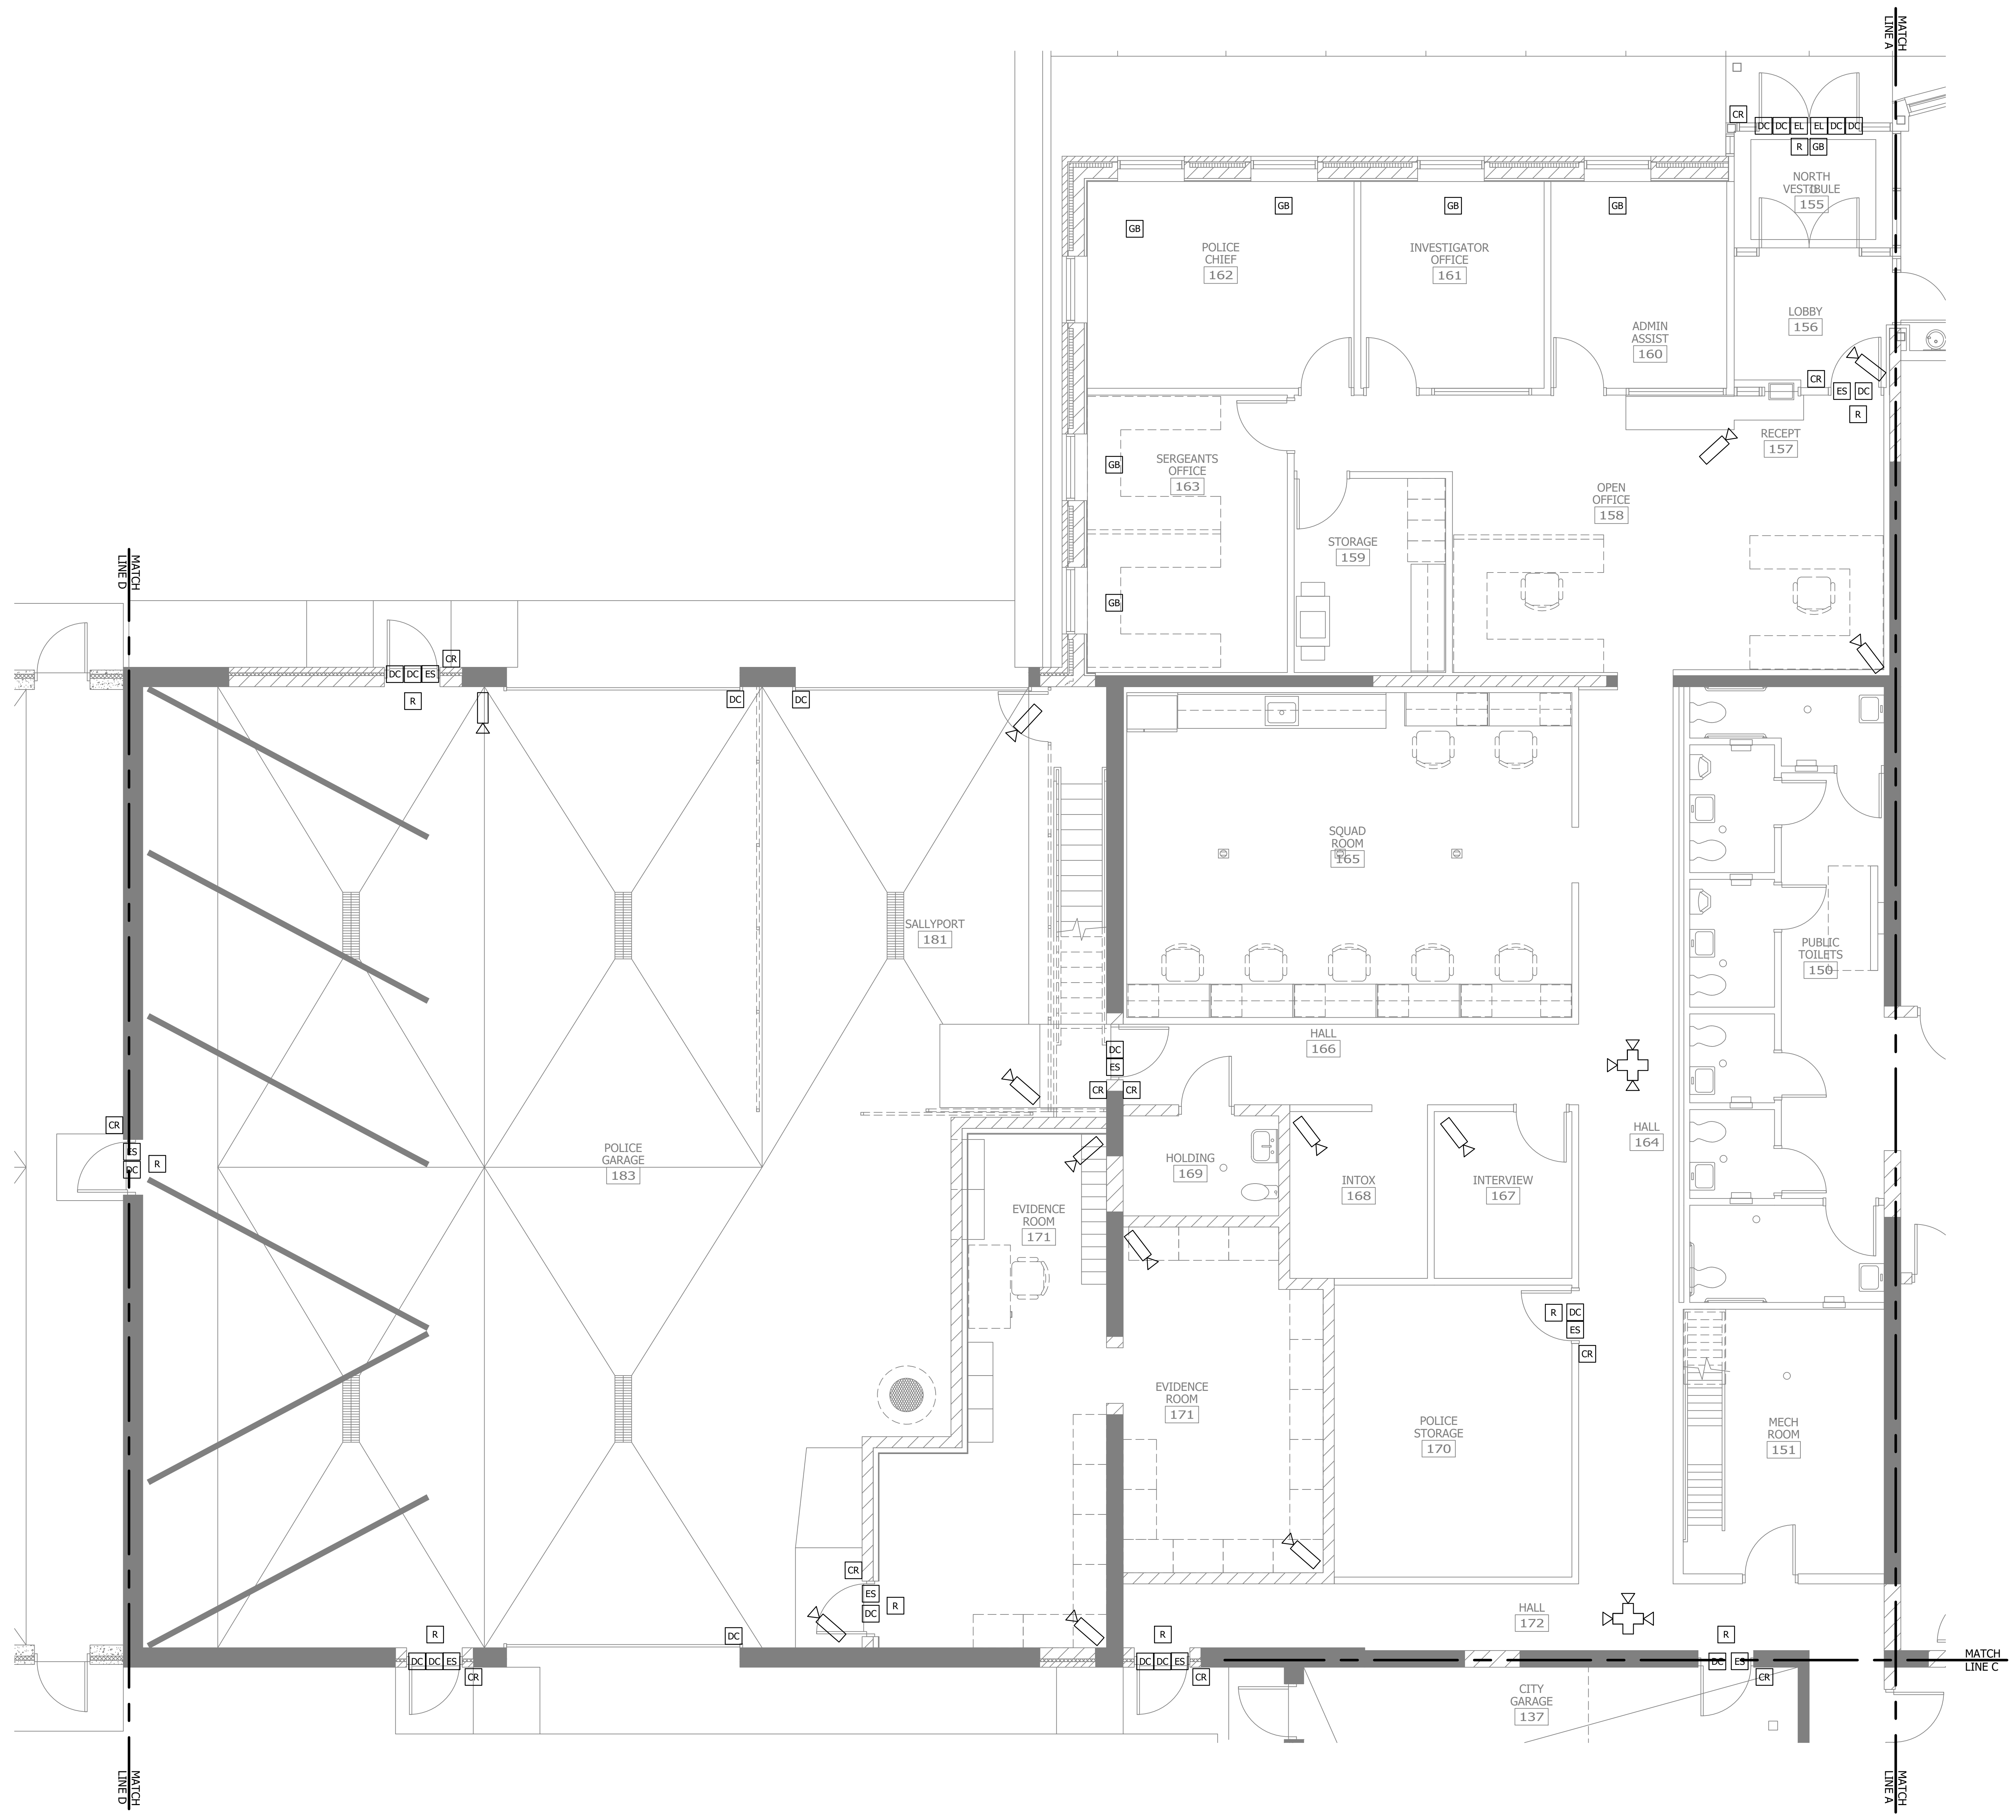 MATCH
LINE A
CR
DC DC EL EL DC DC
R GB
NORTH
VESTIBULE
155
GB
GB
GB
GB
POLICE
CHIEF
162
INVESTIGATOR
OFFICE
161
ADMIN
ASSIST
160
LOBBY
156
CR
ES DC
R
RECEPT
157
SERGEANTS
OFFICE
163
GB
OPEN
OFFICE
158
STORAGE
159
GB
MATCH
LINE D
CR
DC DC ES
R
DC
DC
SQUAD
ROOM
165
SALLYPORT
181
PUBLIC
TOILETS
150
HALL
166
DC
ES
CR CR
CR
ES
DC
R
POLICE
GARAGE
183
HALL
164
HOLDING
169
INTOX
168
INTERVIEW
167
EVIDENCE
ROOM
171
R DC
ES
CR
EVIDENCE
ROOM
171
POLICE
STORAGE
170
MECH
ROOM
151
CR
ES
DC
R
HALL
172
R
DC DC ES
CR
DC
R
DC DC ES
CR
R
DC ES
CR
MATCH
LINE C
CITY
GARAGE
137
MATCH
LINE D
MATCH
LINE A